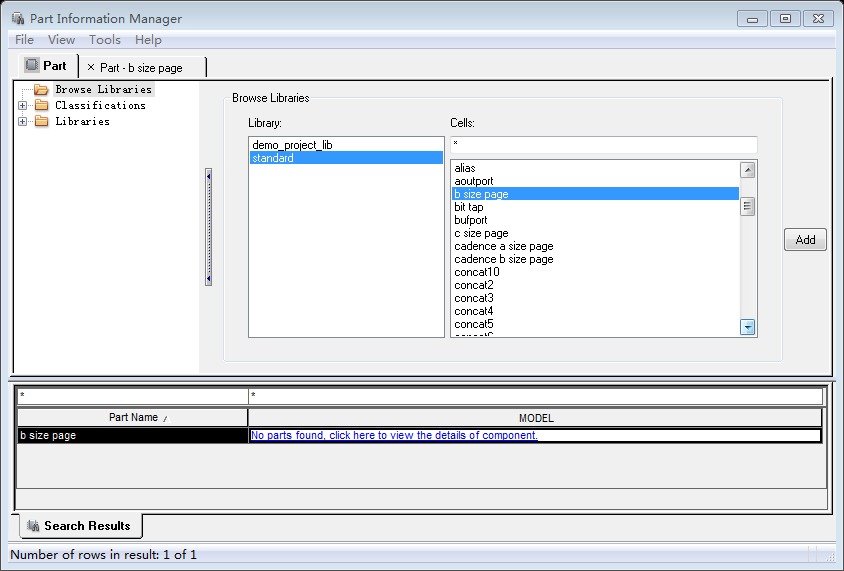 Part Information Manager
File View Tools Help
Part × Part - b size page
Browse Libraries
Classifications
Libraries
Browse Libraries
Library:
demo_project_lib
standard
Cells:
*
alias
aoutport
b size page
bit tap
bufport
c size page
cadence a size page
cadence b size page
concat10
concat2
concat3
concat4
concat5
concat6
Add
* *
Part Name MODEL
b size page No parts found, click here to view the details of component.
Search Results
Number of rows in result: 1 of 1